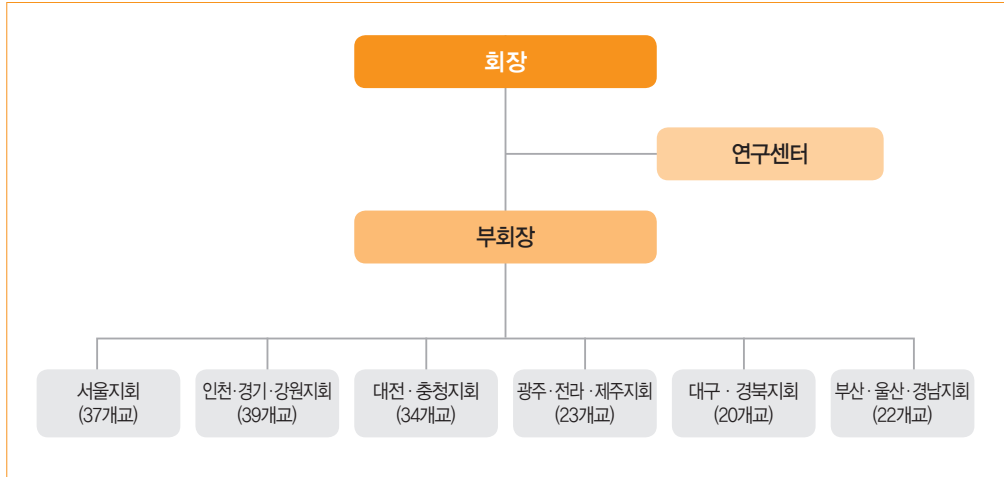 회장
연구센터
부회장
서울지회
(37개교)
인천·경기·강원지회
(39개교)
대전·충청지회
(34개교)
광주·전라·제주지회
(23개교)
대구·경북지회
(20개교)
부산·울산·경남지회
(22개교)